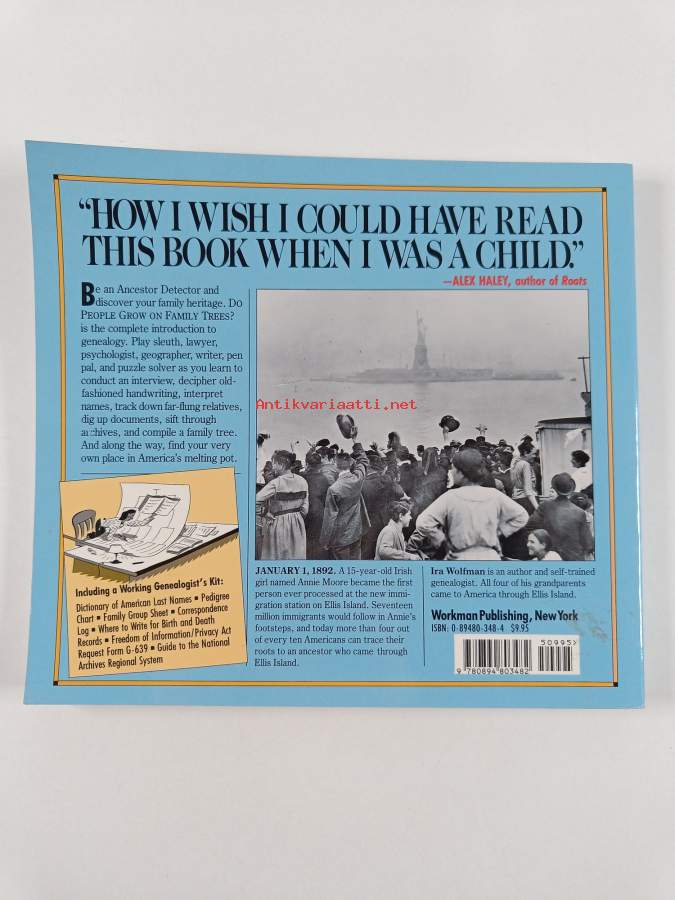 “HOW I WISH I COULD HAVE READ
THIS BOOK WHEN I WAS A CHILD.”
—ALEX HALEY, author of Roots
Be an Ancestor Detector and
discover your family heritage. DO
PEOPLE GROW ON FAMILY TREES?
is the complete introduction to
genealogy. Play sleuth, lawyer,
psychologist, geographer, writer, pen
pal, and puzzle solver as you learn to
conduct an interview, decipher old-
fashioned handwriting, interpret
names, track down far-flung relatives,
dig up documents, sift through
archives, and compile a family tree.
And along the way, find your very
own place in America's melting pot.
Antikvariaatti.net
Including a Working Genealogist's Kit:
Dictionary of American Last Names ▪ Pedigree
Chart ▪ Family Group Sheet ▪ Correspondence
Log ▪ Where to Write for Birth and Death
Records ▪ Freedom of Information/Privacy Act
Request Form G-639 ▪ Guide to the National
Archives Regional System
JANUARY 1, 1892. A 15-year-old Irish
girl named Annie Moore became the first
person ever processed at the new immi-
gration station on Ellis Island. Seventeen
million immigrants would follow in Annie's
footsteps, and today more than four out
of every ten Americans can trace their
roots to an ancestor who came through
Ellis Island.
Ira Wolfman is an author and self-trained
genealogist. All four of his grandparents
came to America through Ellis Island.
Workman Publishing, New York
ISBN: 0-89480-348-4 $9.95
50995>
9 780894 803482